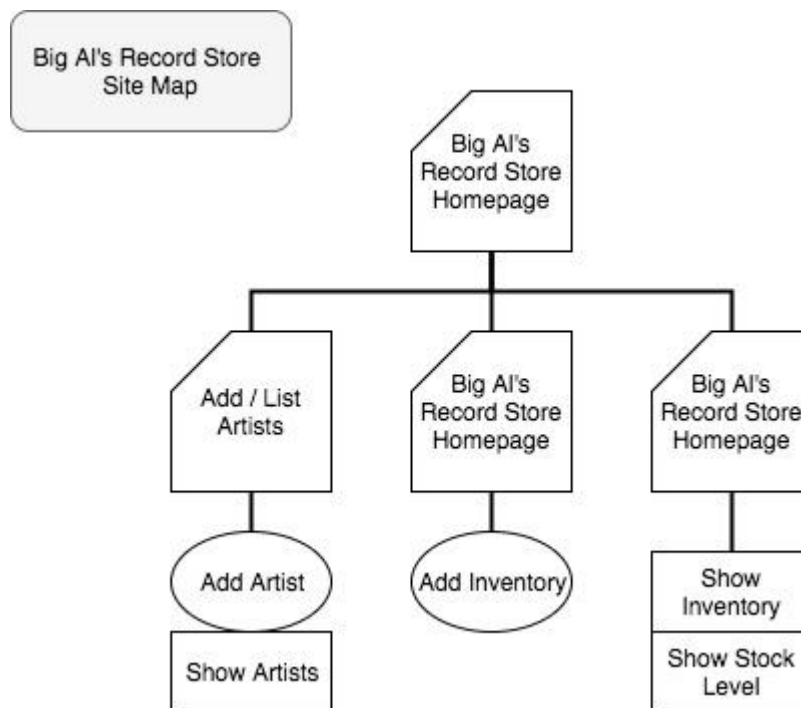 Big Al's Record Store
Site Map
Big Al's
Record Store
Homepage
Add / List
Artists
Big Al's
Record Store
Homepage
Big Al's
Record Store
Homepage
Add Artist
Add Inventory
Show
Inventory
Show Artists
Show Stock
Level